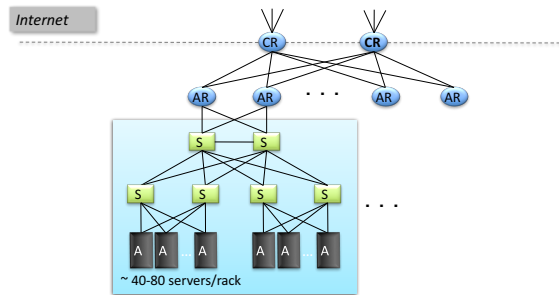 Internet
CR CR
AR AR . . . AR AR
S S
S S S S . . .
A A ... A A A ... A
~ 40-80 servers/rack